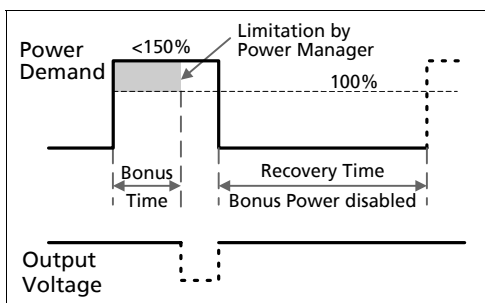 Power
Demand
<150%
Limitation by
Power Manager
100%
Bonus
Time
Recovery Time
Bonus Power disabled
Output
Voltage